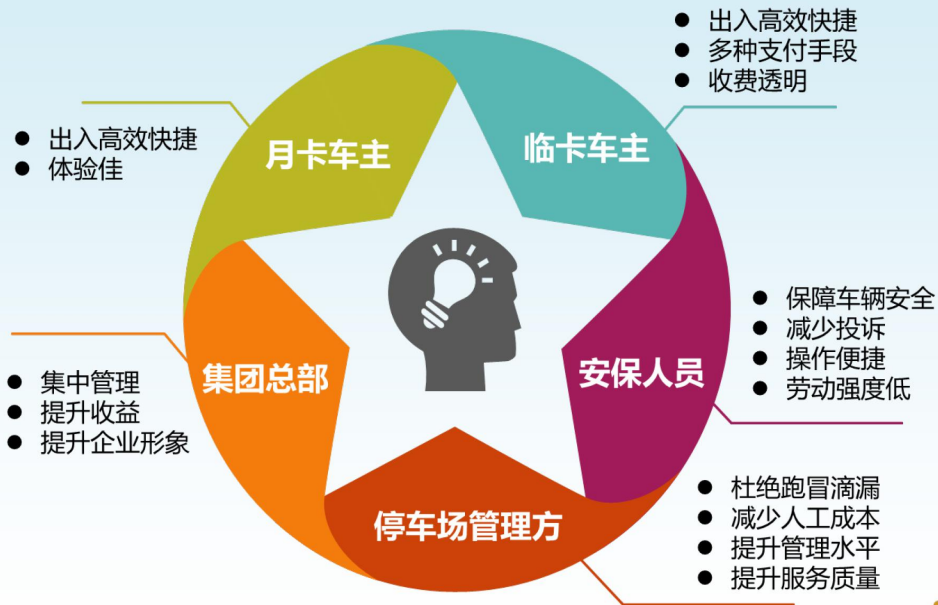 出入高效快捷
多种支付手段
收费透明
出入高效快捷
体验佳
月卡车主
临卡车主
保障车辆安全
减少投诉
操作便捷
劳动强度低
集团总部
安保人员
集中管理
提升收益
提升企业形象
停车场管理方
杜绝跑冒滴漏
减少人工成本
提升管理水平
提升服务质量